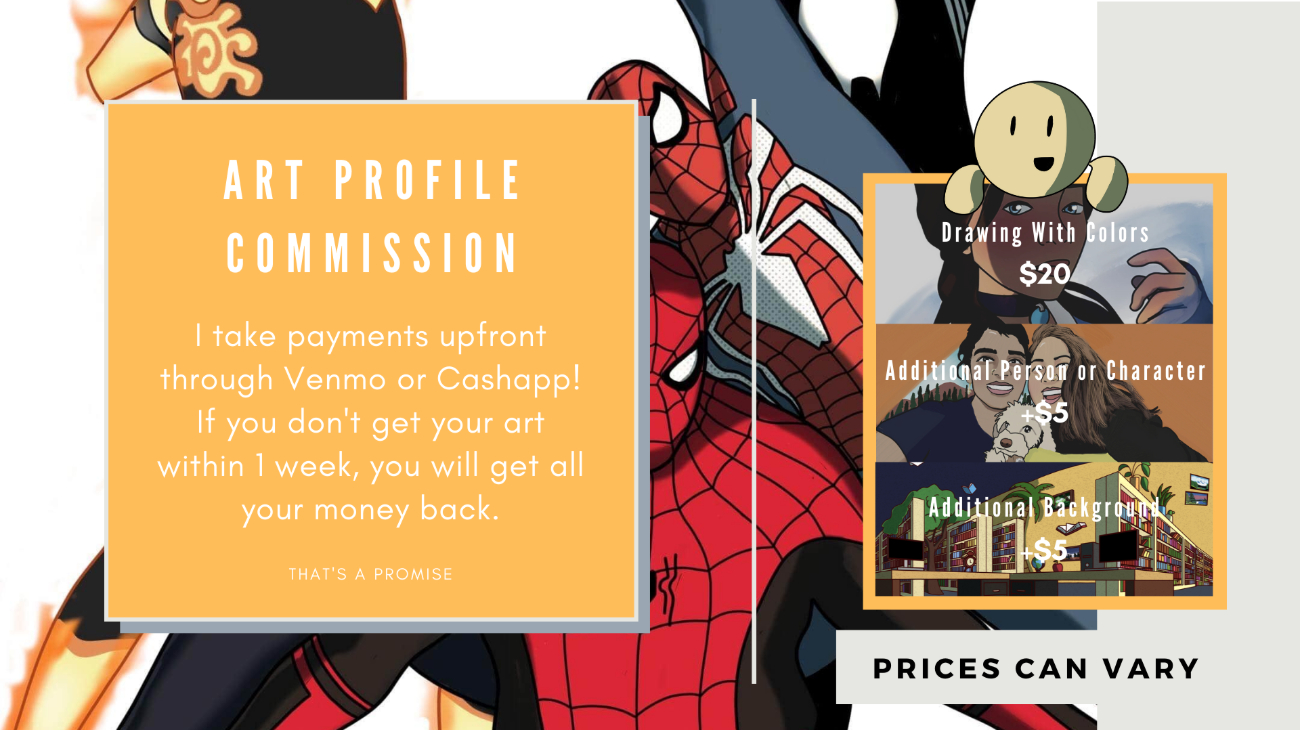 ART PROFILE
COMMISSION
I take payments upfront
through Venmo or Cashapp!
If you don't get your art
within 1 week, you will get all
your money back.
THAT'S A PROMISE
Drawing With Colors
$20
Additional Person or Character
+$5
Additional Background
+$5
PRICES CAN VARY